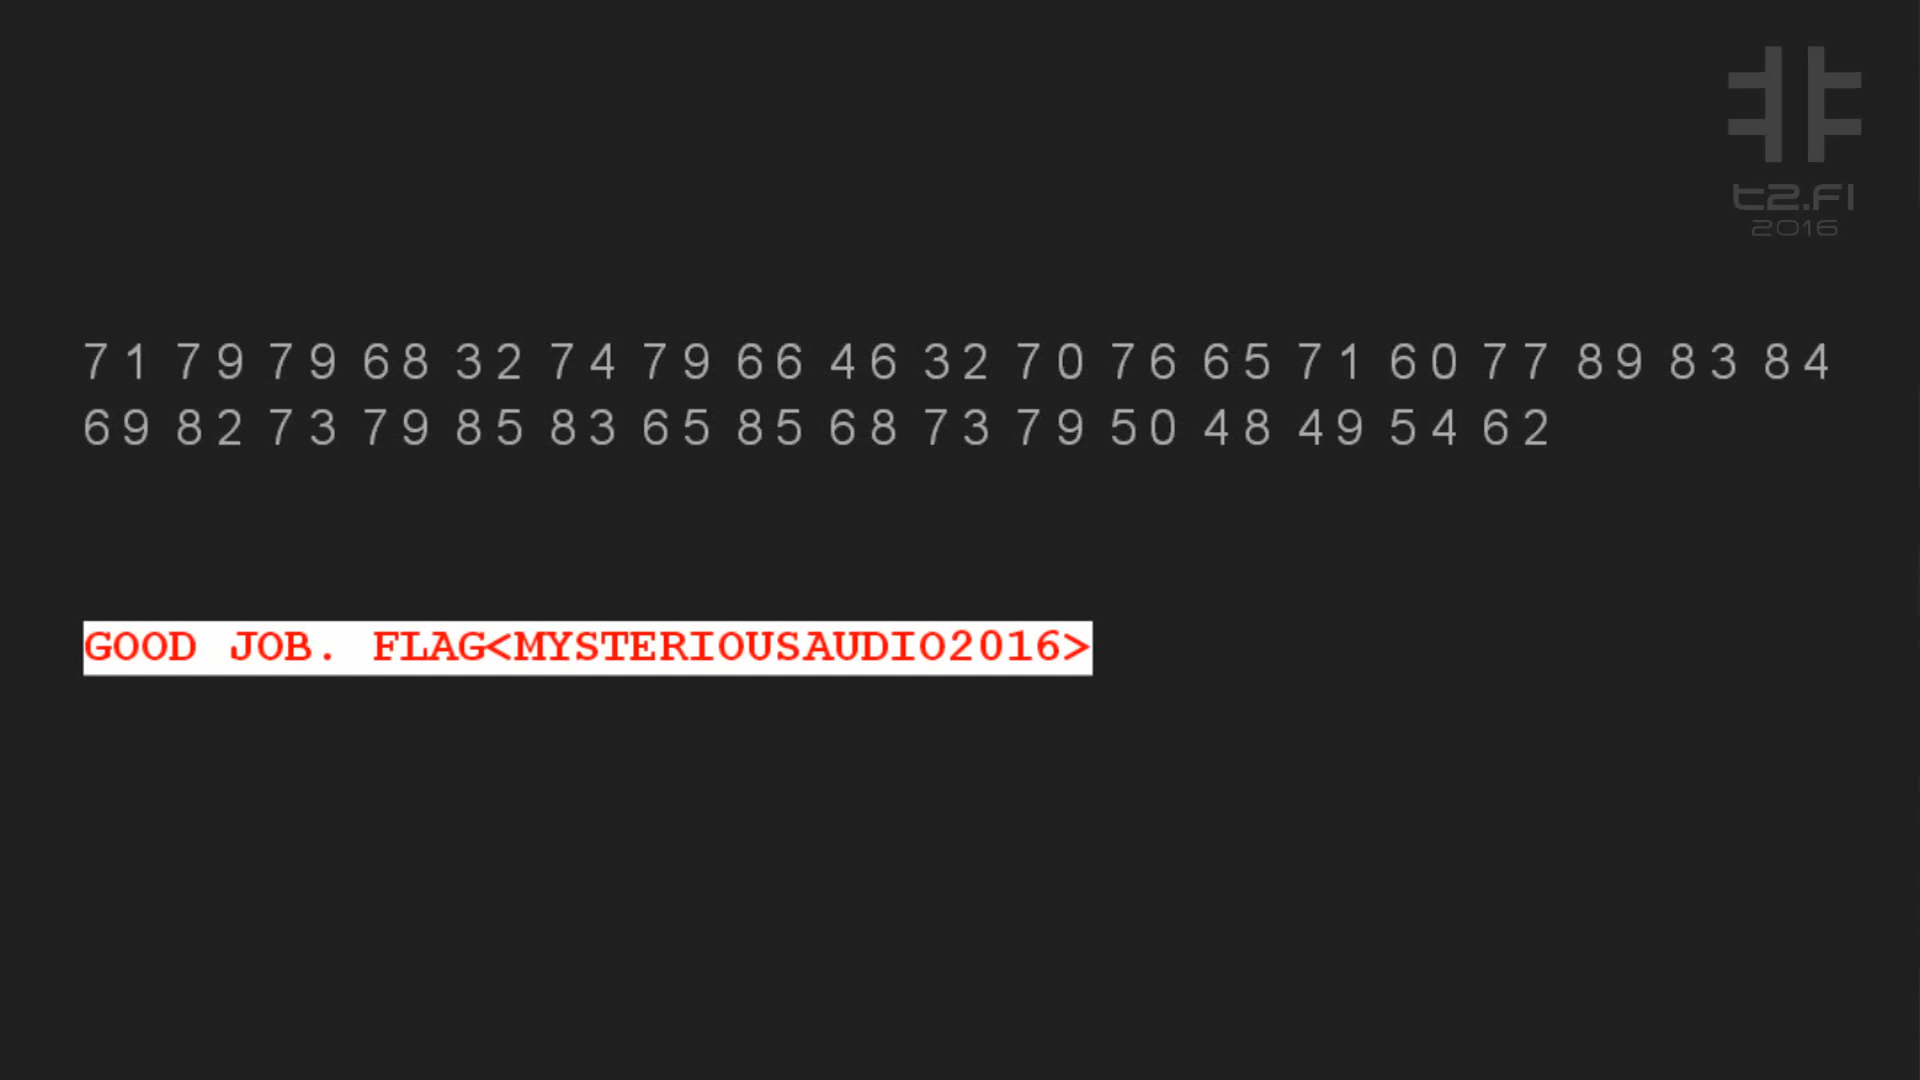 t2.fi
2016
71 79 79 68 32 74 79 66 46 32 70 76 65 71 60 77 89 83 84
69 82 73 79 85 83 65 85 68 73 79 50 48 49 54 62
GOOD JOB. FLAG<MYSTERIOUSAUDIO2016>